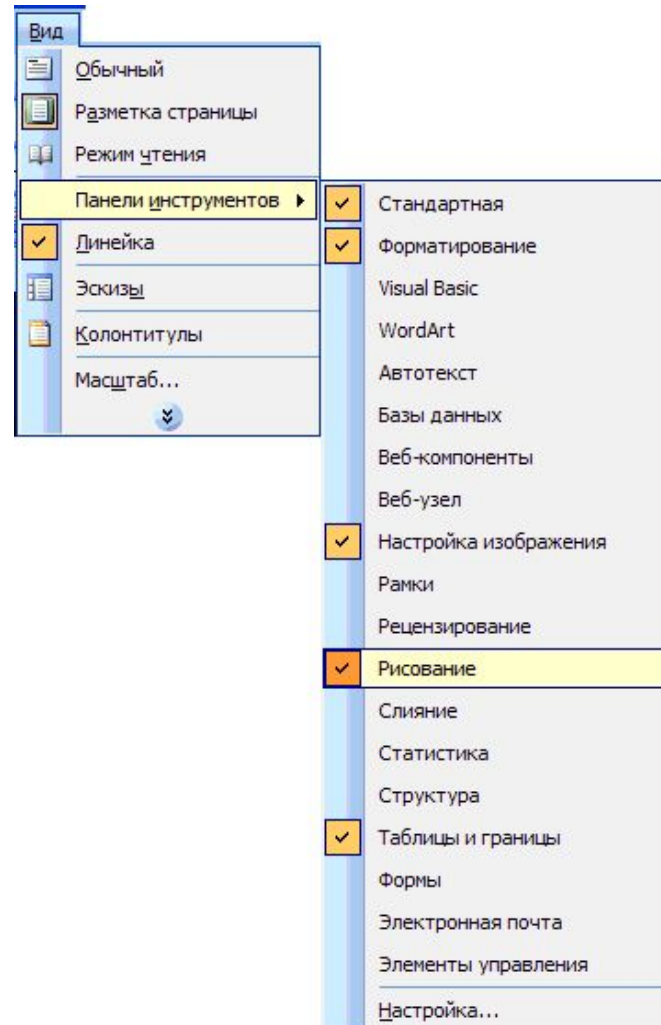 Вид
Обычный
Разметка страницы
Режим чтения
Панели инструментов
Линейка
Эскизы
Колонтитулы
Масштаб...
Стандартная
Форматирование
Visual Basic
WordArt
Автотекст
Базы данных
Веб-компоненты
Веб-узел
Настройка изображения
Рамки
Рецензирование
Рисование
Слияние
Статистика
Структура
Таблицы и границы
Формы
Электронная почта
Элементы управления
Настройка...